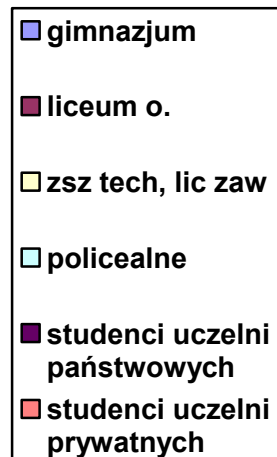 gimnazjum
liceum o.
zsz tech, lic zaw
policealne
studenci uczelni
państwowych
studenci uczelni
prywatnych